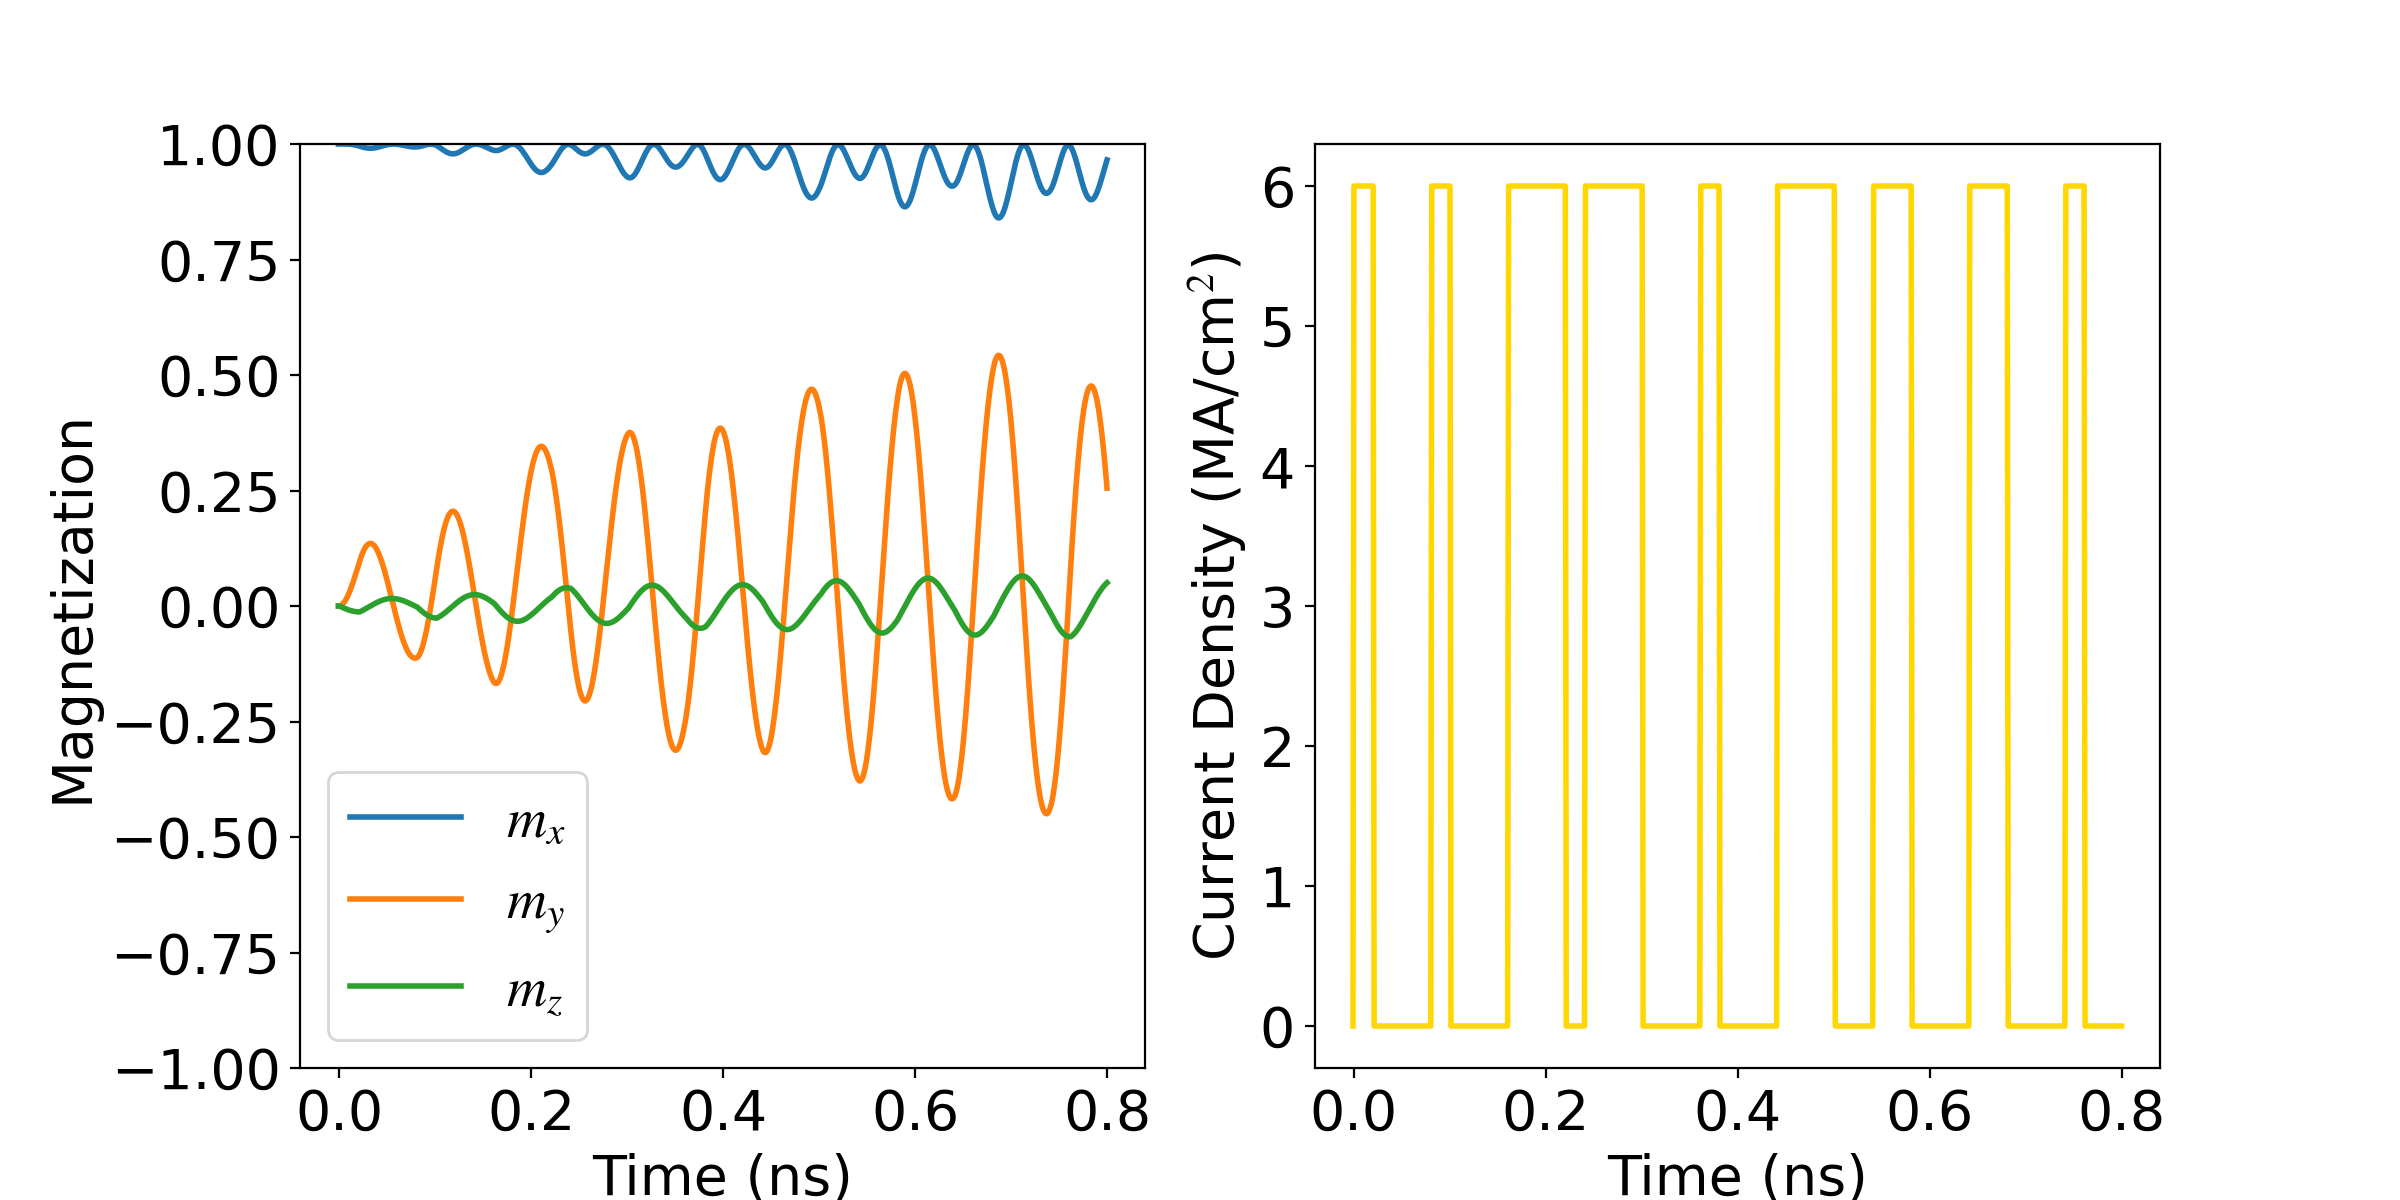 Magnetization
1.00
0.75
0.50
0.25
0.00
−0.25
−0.50
−0.75
−1.00
0.0 0.2 0.4 0.6 0.8
Time (ns)
m_x
m_y
m_z
Current Density (MA/cm²)
6
5
4
3
2
1
0
0.0 0.2 0.4 0.6 0.8
Time (ns)